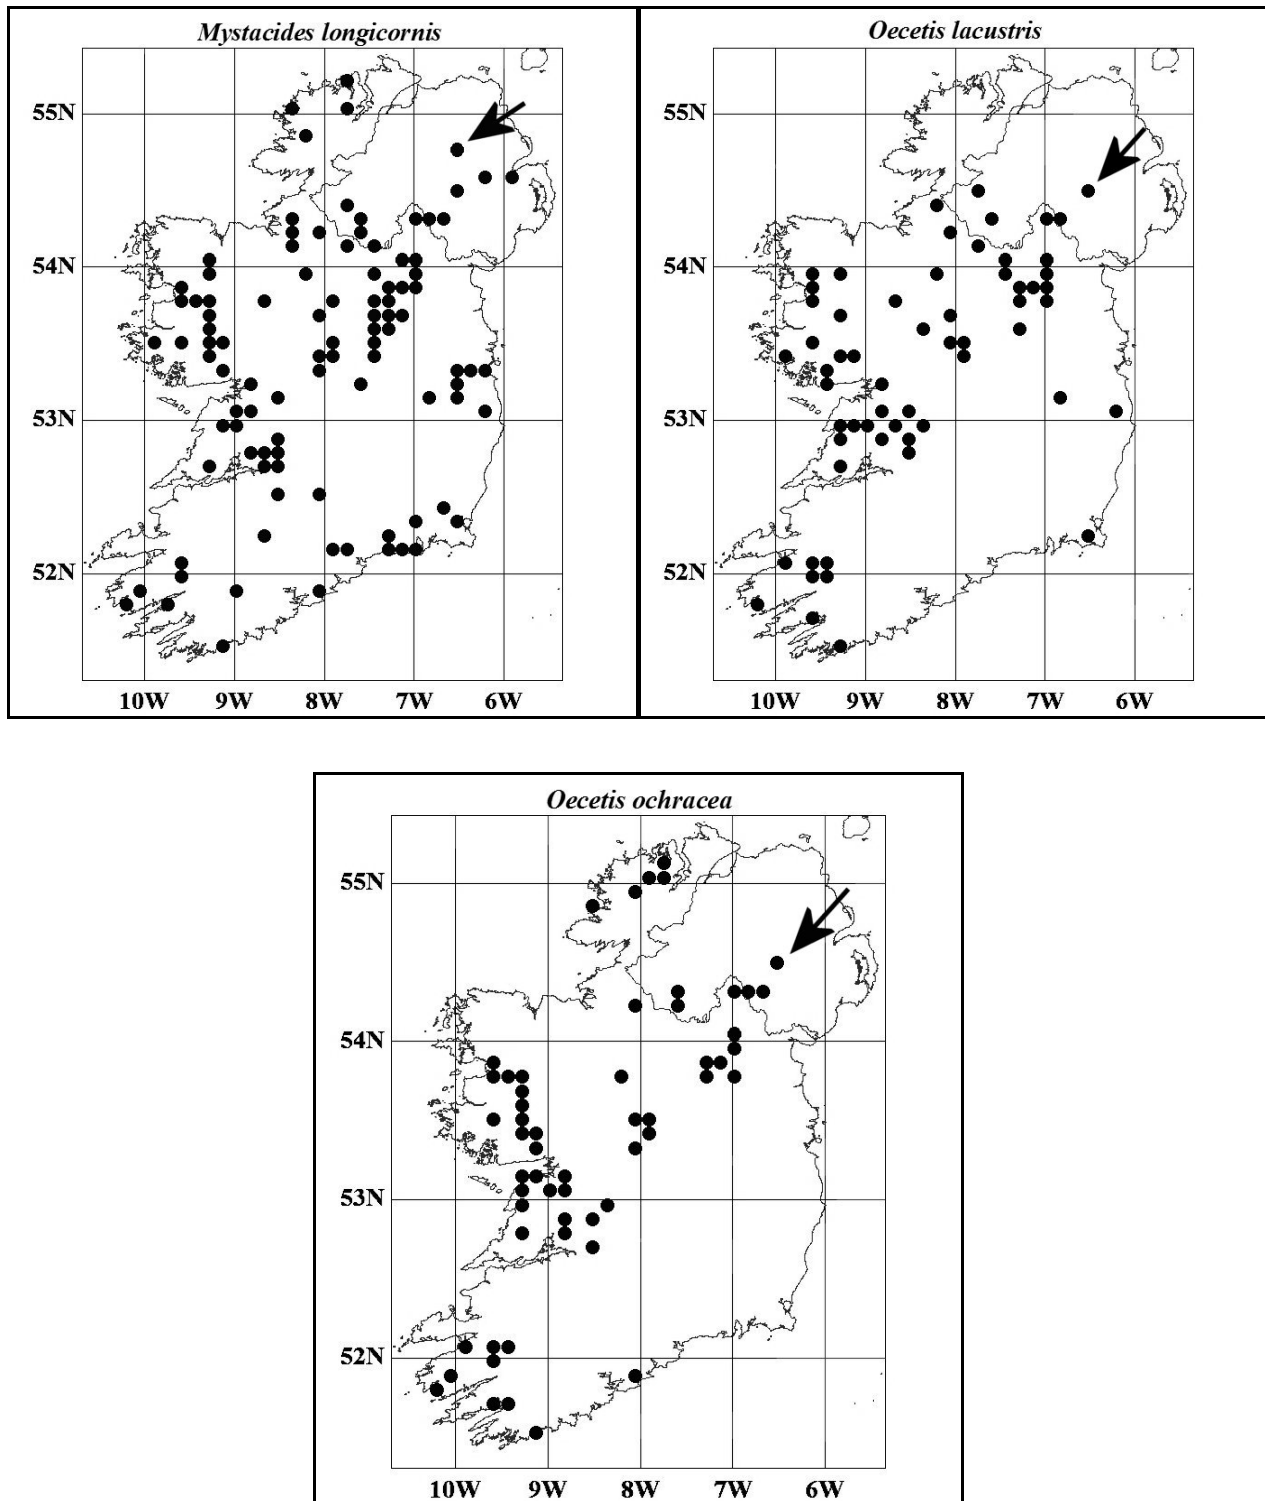 Mystacides longicornis
55N
54N
53N
52N
10W 9W 8W 7W 6W
Oecetis lacustris
55N
54N
53N
52N
10W 9W 8W 7W 6W
Oecetis ochracea
55N
54N
53N
52N
10W 9W 8W 7W 6W